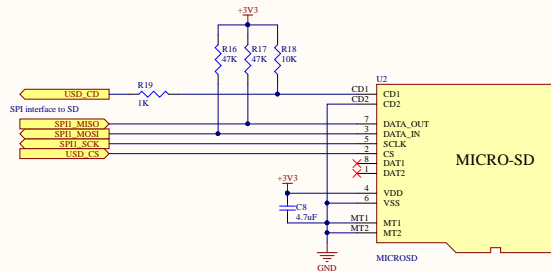 +3V3
R16
47K
R17
47K
R18
10K
U2
R19
1K
USD_CD
CD1
CD2
CD1
CD2
SPI interface to SD
SPI1_MISO
SPI1_MOSI
SPI1_SCK
USD_CS
7
3
5
2
8
1
DATA_OUT
DATA_IN
SCLK
CS
DAT1
DAT2
MICRO-SD
+3V3
4
6
VDD
VSS
C8
4.7uF
MT1
MT2
MT1
MT2
GND
MICROSD